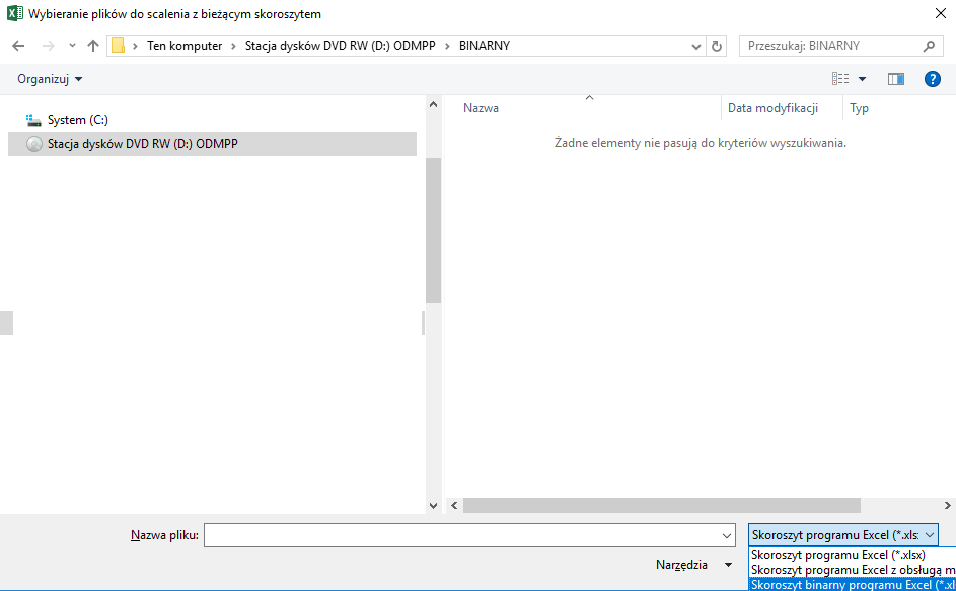 Wybieranie plików do scalenia z bieżącym skoroszytem
Ten komputer > Stacja dysków DVD RW (D:) ODMPP > BINARNY
Przeszukaj: BINARNY
Organizuj
System (C:)
Stacja dysków DVD RW (D:) ODMPP
Nazwa
Data modyfikacji
Typ
Żadne elementy nie pasują do kryteriów wyszukiwania.
Nazwa pliku:
Skoroszyt programu Excel (*.xls
Narzędzia
Skoroszyt programu Excel (*.xlsx)
Skoroszyt programu Excel z obsługą m
Skoroszyt binarny programu Excel (*.xl